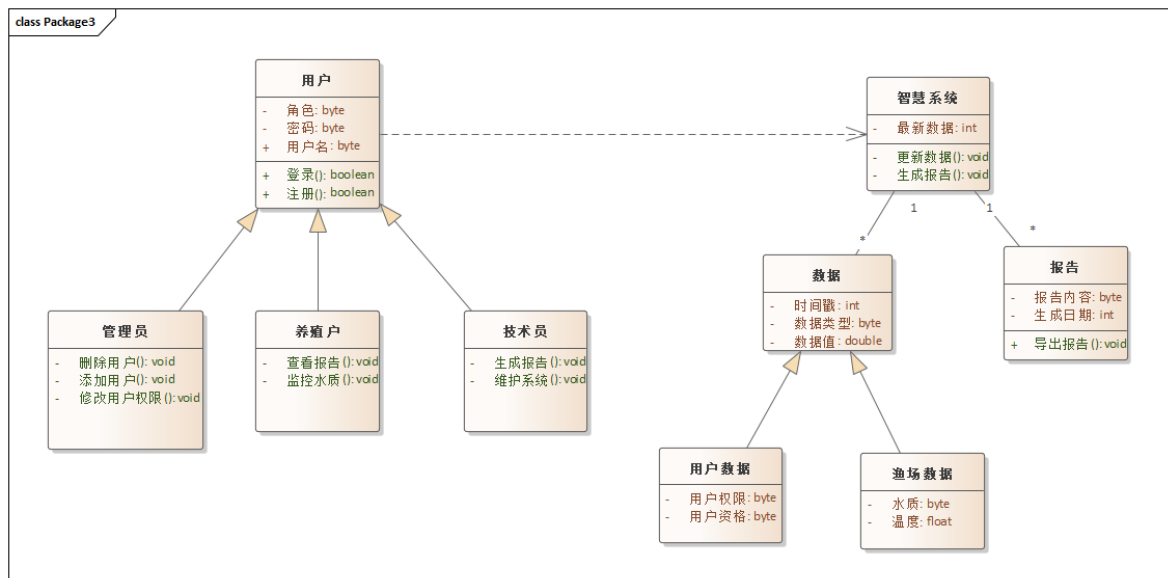 class Package3
用户
- 角色: byte
- 密码: byte
+ 用户名: byte
+ 登录(): boolean
+ 注册(): boolean
智慧系统
- 最新数据: int
- 更新数据(): void
- 生成报告(): void
1
1
*
*
数据
- 时间戳: int
- 数据类型: byte
- 数据值: double
报告
- 报告内容: byte
- 生成日期: int
+ 导出报告(): void
管理员
- 删除用户(): void
- 添加用户(): void
- 修改用户权限(): void
养殖户
- 查看报告(): void
- 监控水质(): void
技术员
- 生成报告(): void
- 维护系统(): void
用户数据
- 用户权限: byte
- 用户资格: byte
渔场数据
- 水质: byte
- 温度: float